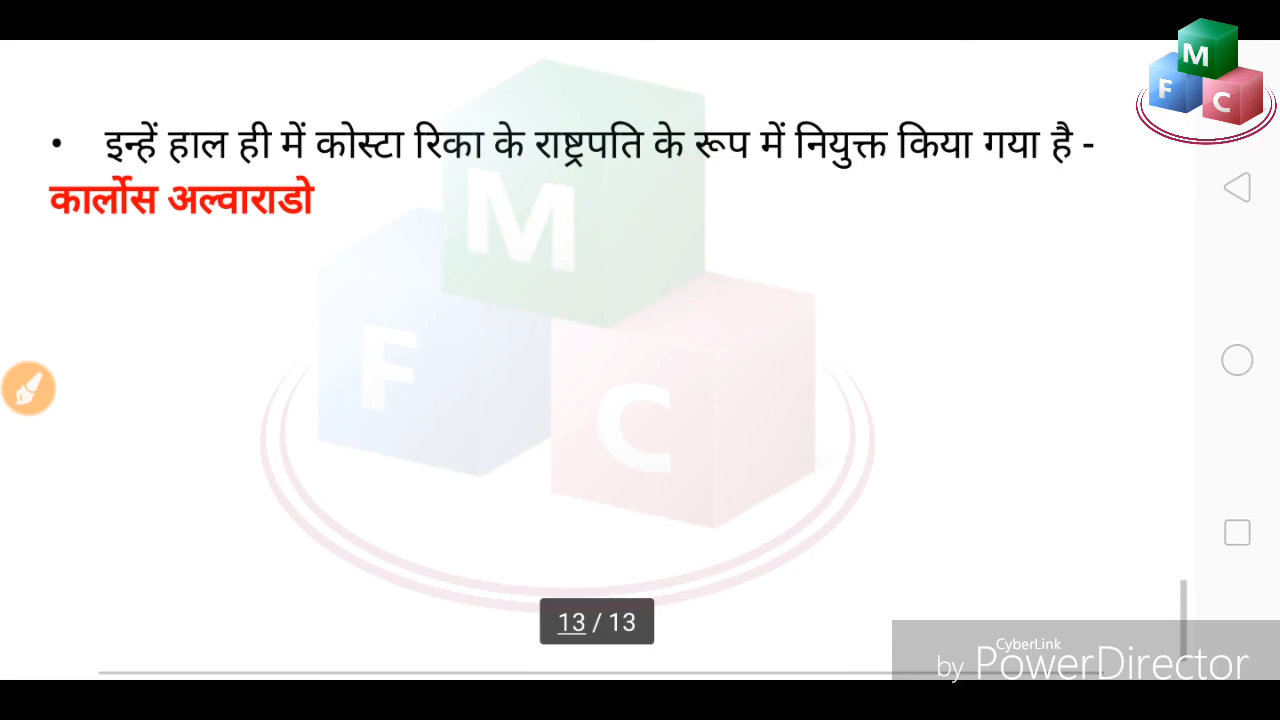 M
F
C
• इन्हें हाल ही में कोस्टा रिका के राष्ट्रपति के रूप में नियुक्त किया गया है -
कार्लोस अल्वाराडो
M
F
C
13 / 13
CyberLink
by PowerDirector